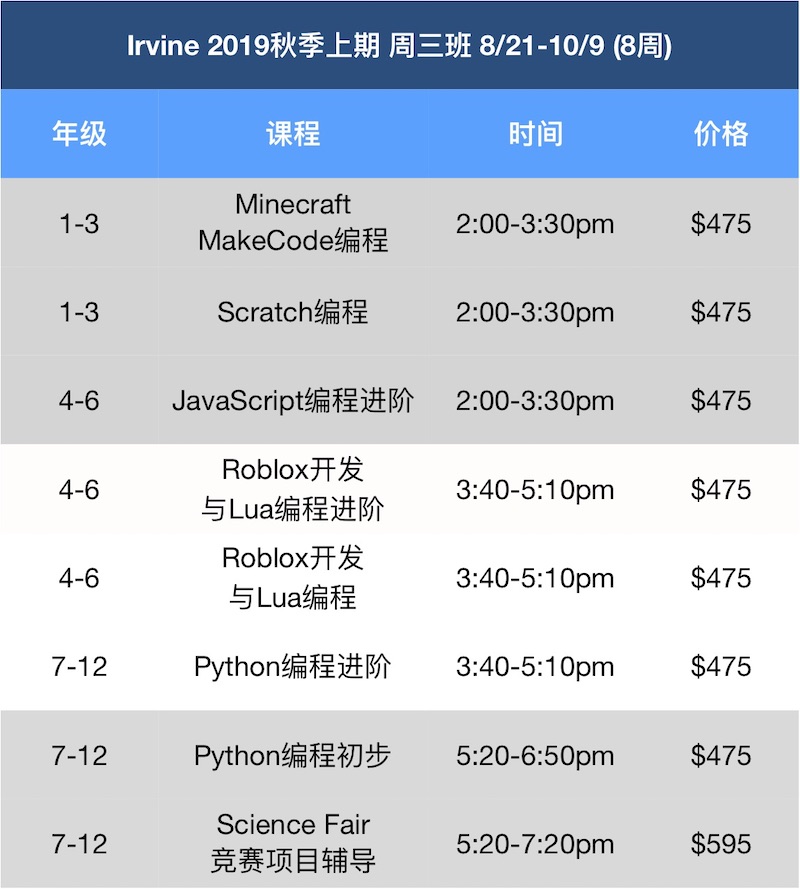 Irvine 2019秋季上期 周三班 8/21-10/9 (8周)
年级 课程 时间 价格
1-3 Minecraft MakeCode编程 2:00-3:30pm $475
1-3 Scratch编程 2:00-3:30pm $475
4-6 JavaScript编程进阶 2:00-3:30pm $475
4-6 Roblox开发 与Lua编程进阶 3:40-5:10pm $475
4-6 Roblox开发 与Lua编程 3:40-5:10pm $475
7-12 Python编程进阶 3:40-5:10pm $475
7-12 Python编程初步 5:20-6:50pm $475
7-12 Science Fair 竞赛项目辅导 5:20-7:20pm $595